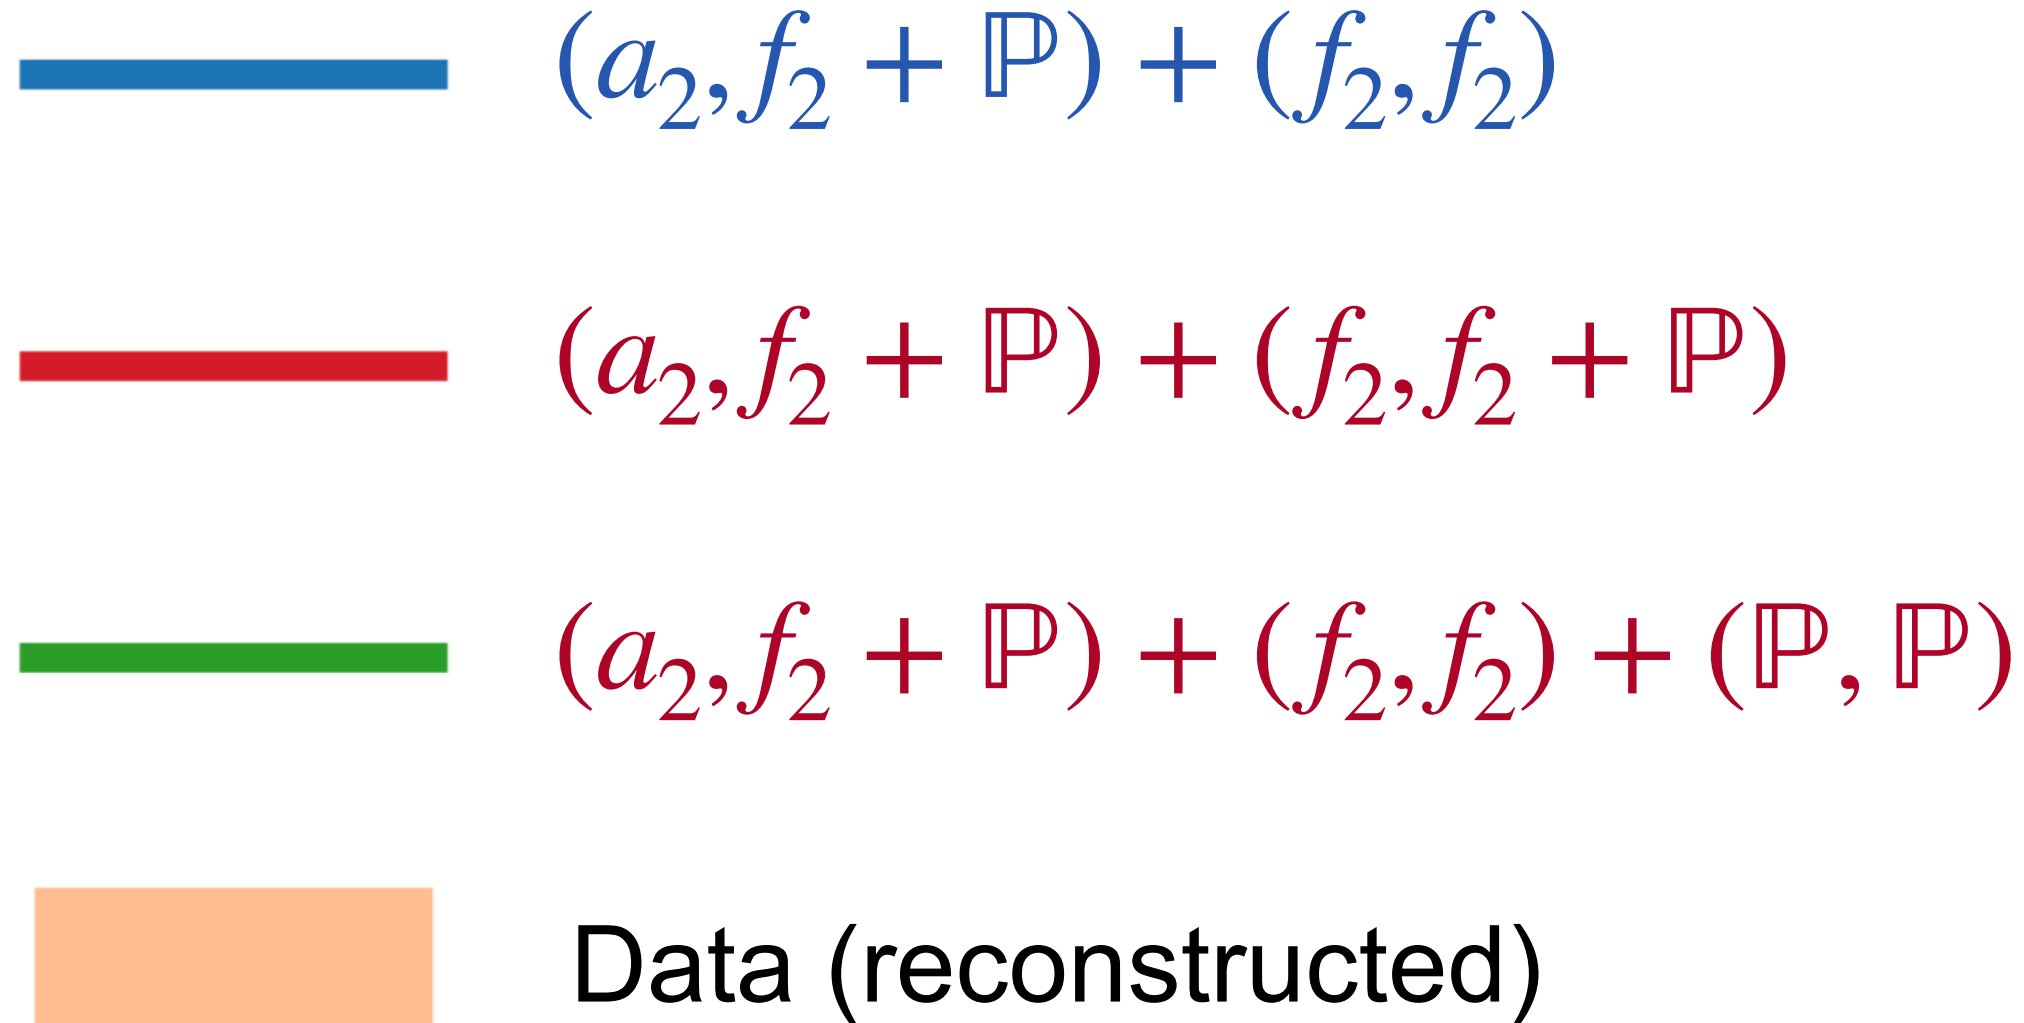 (a₂, f₂ + ℙ) + (f₂, f₂)
(a₂, f₂ + ℙ) + (f₂, f₂ + ℙ)
(a₂, f₂ + ℙ) + (f₂, f₂) + (ℙ, ℙ)
Data (reconstructed)